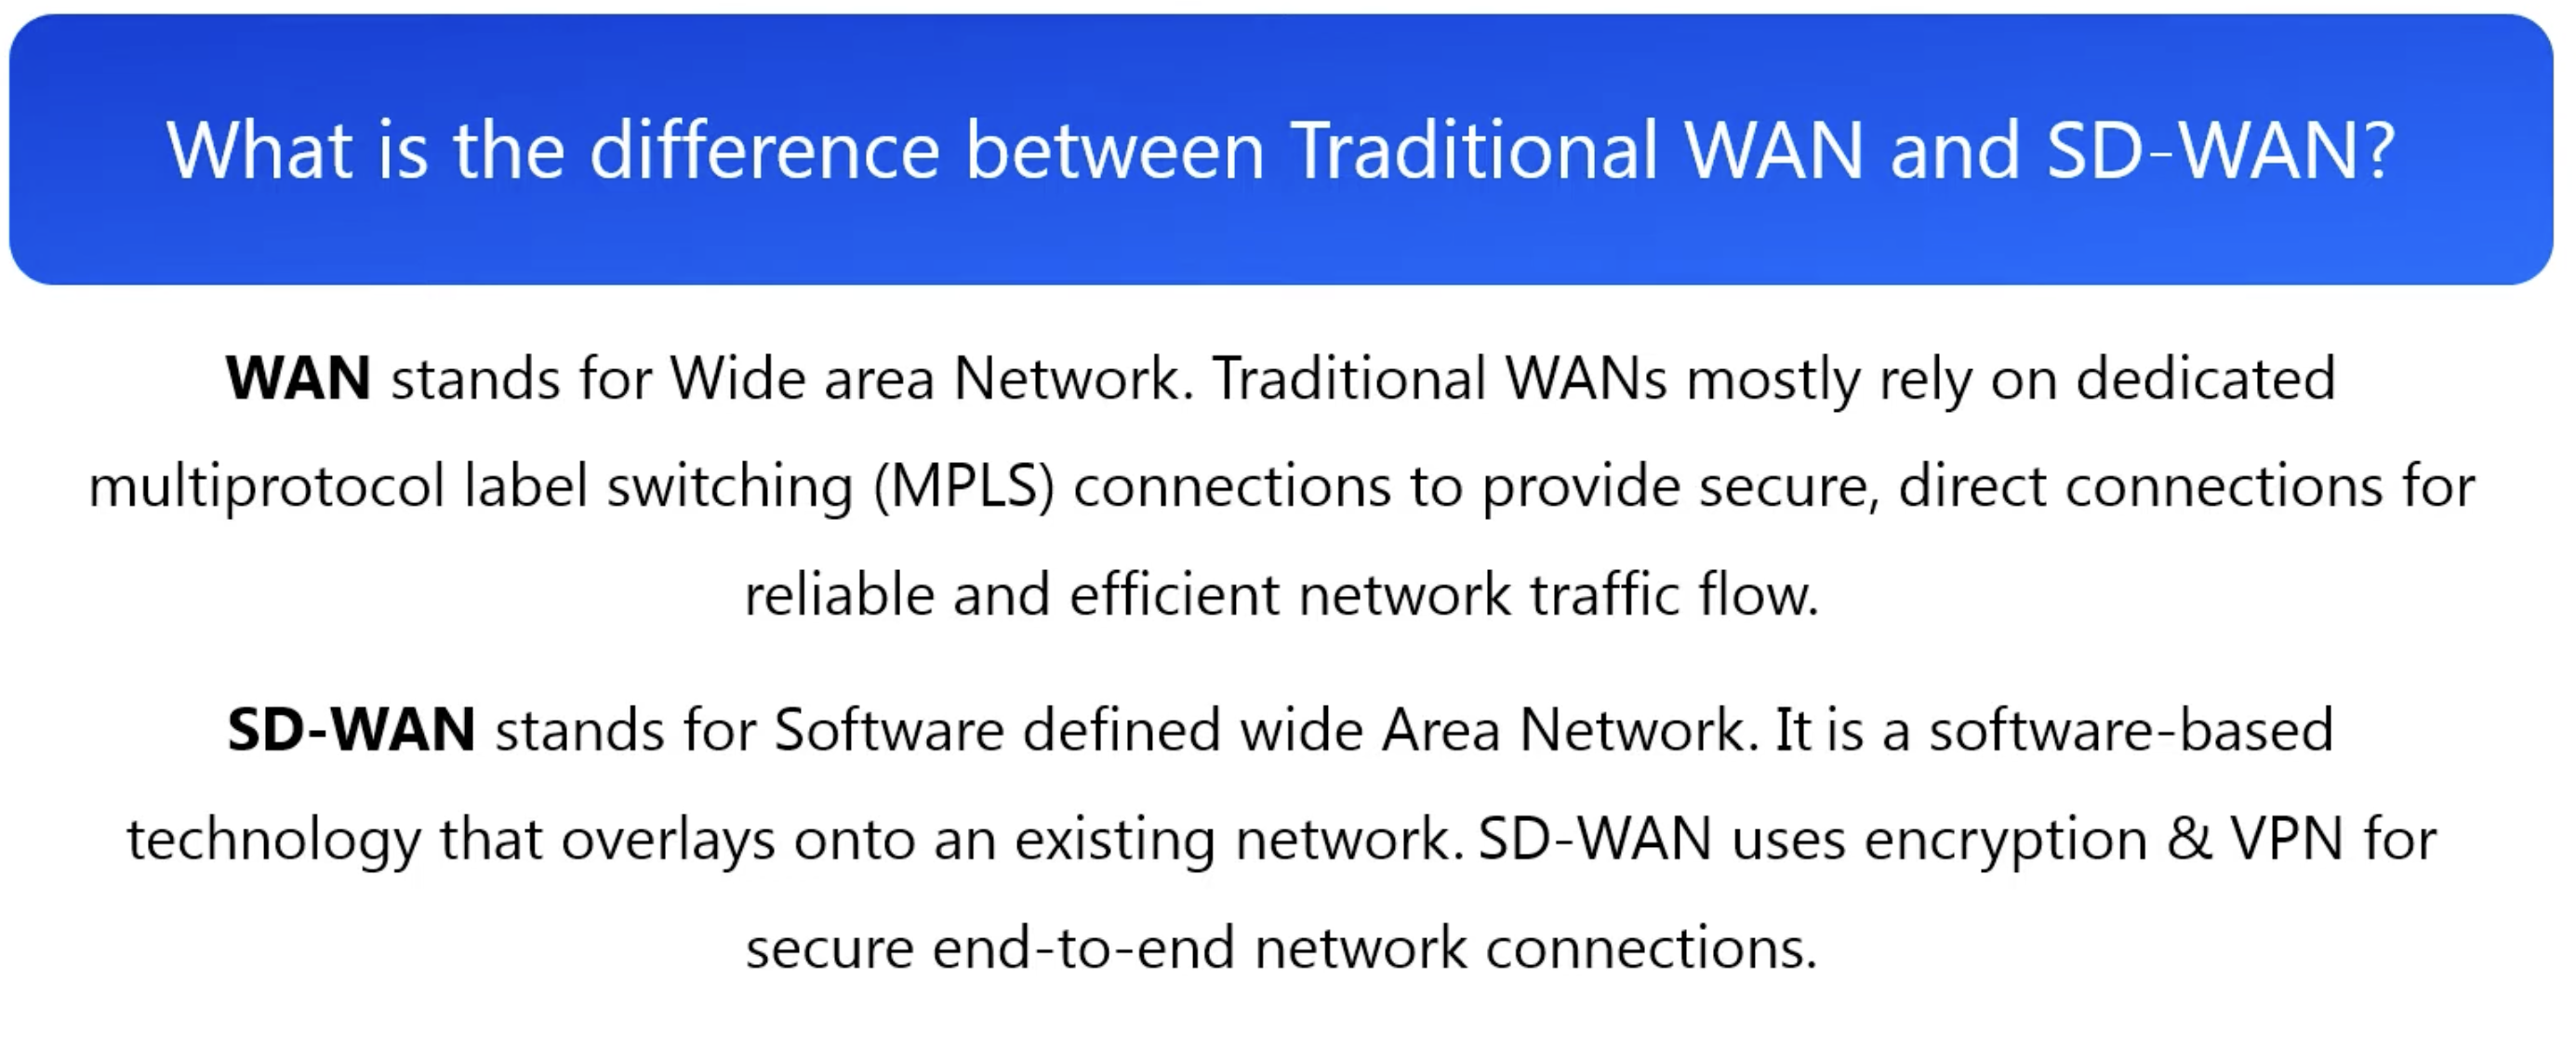 What is the difference between Traditional WAN and SD-WAN?
WAN stands for Wide area Network. Traditional WANs mostly rely on dedicated
multiprotocol label switching (MPLS) connections to provide secure, direct connections for
reliable and efficient network traffic flow.
SD-WAN stands for Software defined wide Area Network. It is a software-based
technology that overlays onto an existing network. SD-WAN uses encryption & VPN for
secure end-to-end network connections.